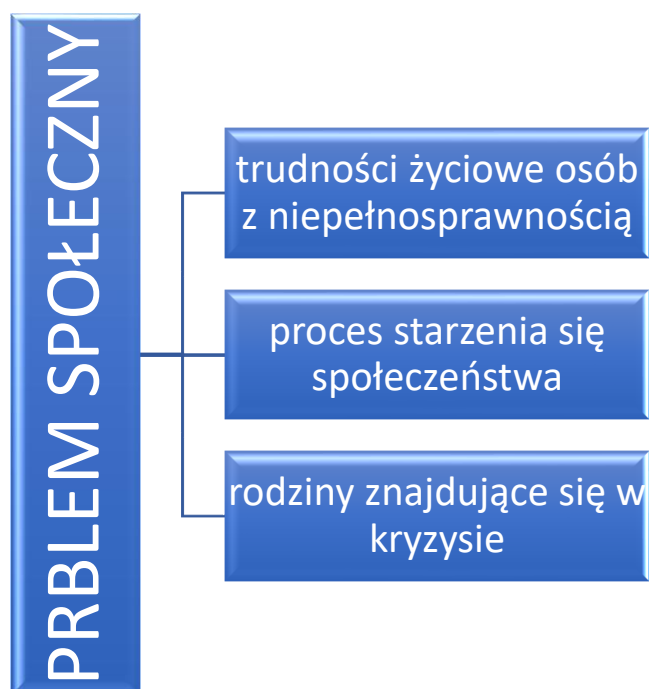 PRBLEM SPOŁECZNY
trudności życiowe osób
z niepełnosprawnością
proces starzenia się
społeczeństwa
rodziny znajdujące się w
kryzysie